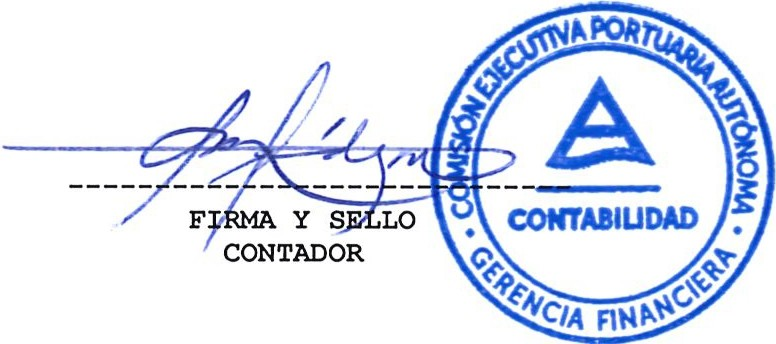 FIRMA Y SELLO
CONTADOR
COMISIÓN EJECUTIVA PORTUARIA AUTÓNOMA
CONTABILIDAD
• GERENCIA FINANCIERA •